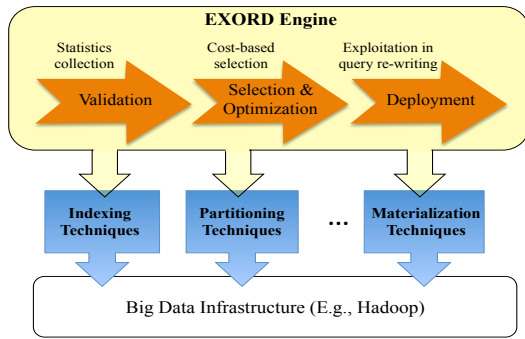 EXORD Engine
Statistics
collection
Cost-based
selection
Exploitation in
query re-writing
Validation
Selection &
Optimization
Deployment
Indexing
Techniques
Partitioning
Techniques
...
Materialization
Techniques
Big Data Infrastructure (E.g., Hadoop)